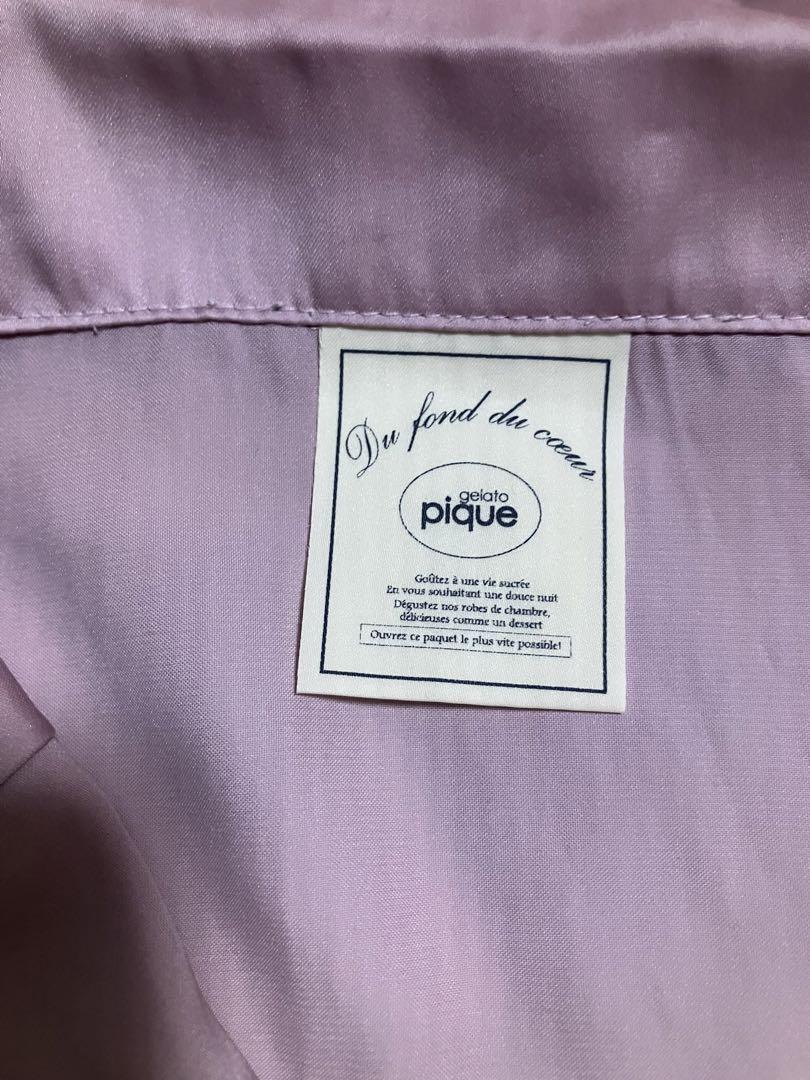 Du fond du cœur
gelato
pique
Goûtez à une vie sucrée
En vous souhaitant une douce nuit
Dégustez nos robes de chambre,
délicieuses comme un dessert
Ouvrez ce paquet le plus vite possible!